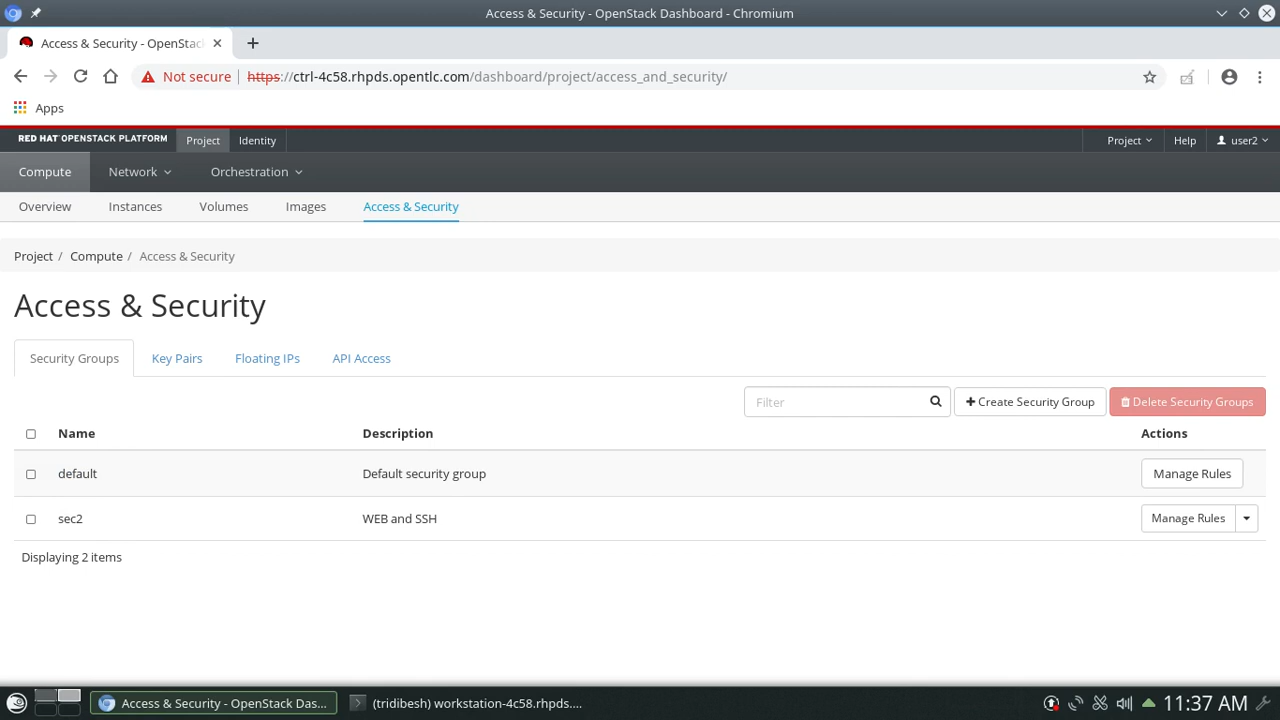 Access & Security - OpenStack Dashboard - Chromium
Access & Security - OpenStac
Not secure https://ctrl-4c58.rhpds.opentlc.com/dashboard/project/access_and_security/
Apps
RED HAT OPENSTACK PLATFORM Project Identity Project Help user2
Compute Network Orchestration
Overview Instances Volumes Images Access & Security
Project / Compute / Access & Security
Access & Security
Security Groups Key Pairs Floating IPs API Access
Filter Create Security Group Delete Security Groups
Name Description Actions
default Default security group Manage Rules
sec2 WEB and SSH Manage Rules
Displaying 2 items
Access & Security - OpenStack Das... (tridibesh) workstation-4c58.rhpds.... 11:37 AM